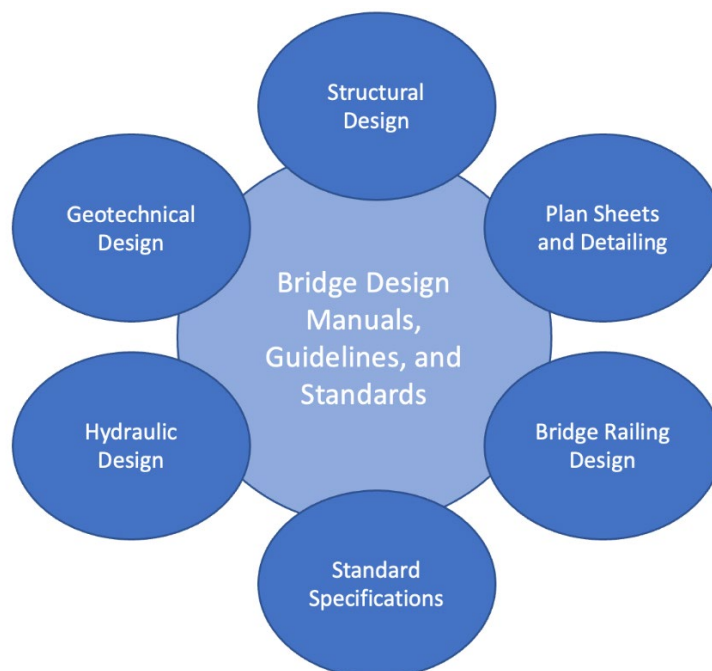 Structural
Design
Geotechnical
Design
Plan Sheets
and Detailing
Bridge Design
Manuals,
Guidelines, and
Standards
Hydraulic
Design
Bridge Railing
Design
Standard
Specifications